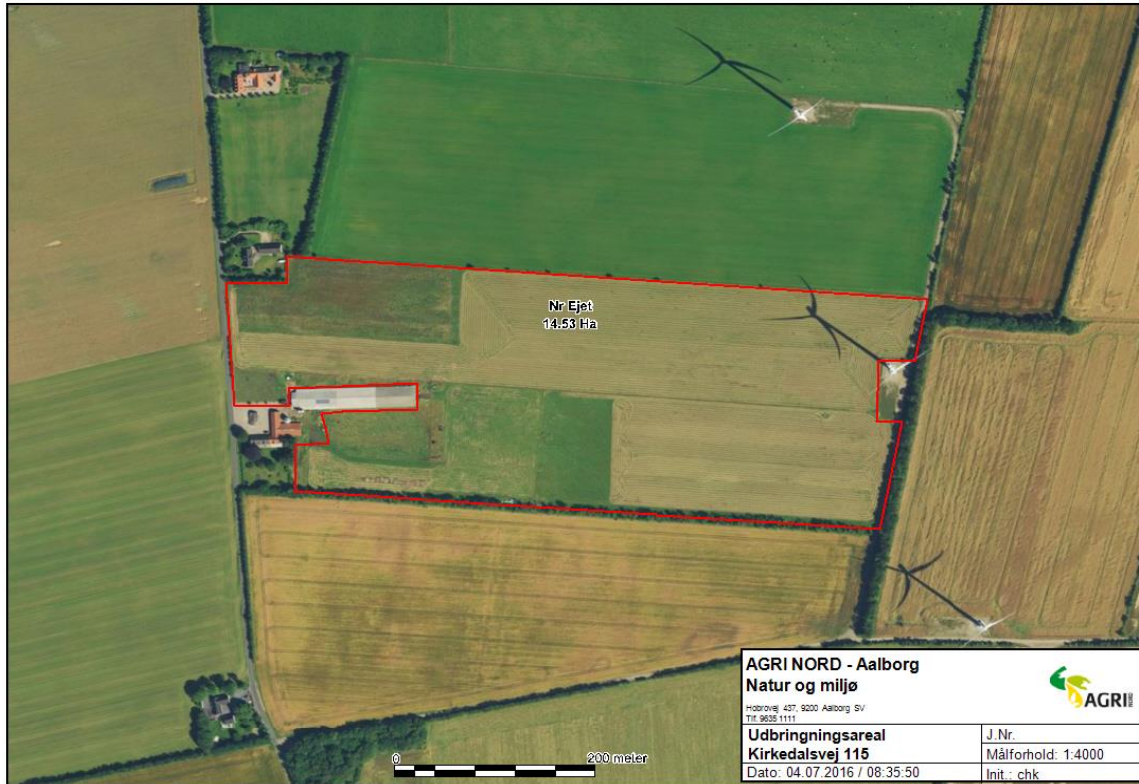 Nr Ejet
14.53 Ha
0 200 meter
AGRI NORD - Aalborg
Natur og miljø
Hobrovej 437, 9200 Aalborg SV
Tlf. 9635 1111
AGRI NORD
Udbringningsareal
Kirkedalsvej 115
Dato: 04.07.2016 / 08:35:50
J.Nr.
Målforhold: 1:4000
Init.: chk